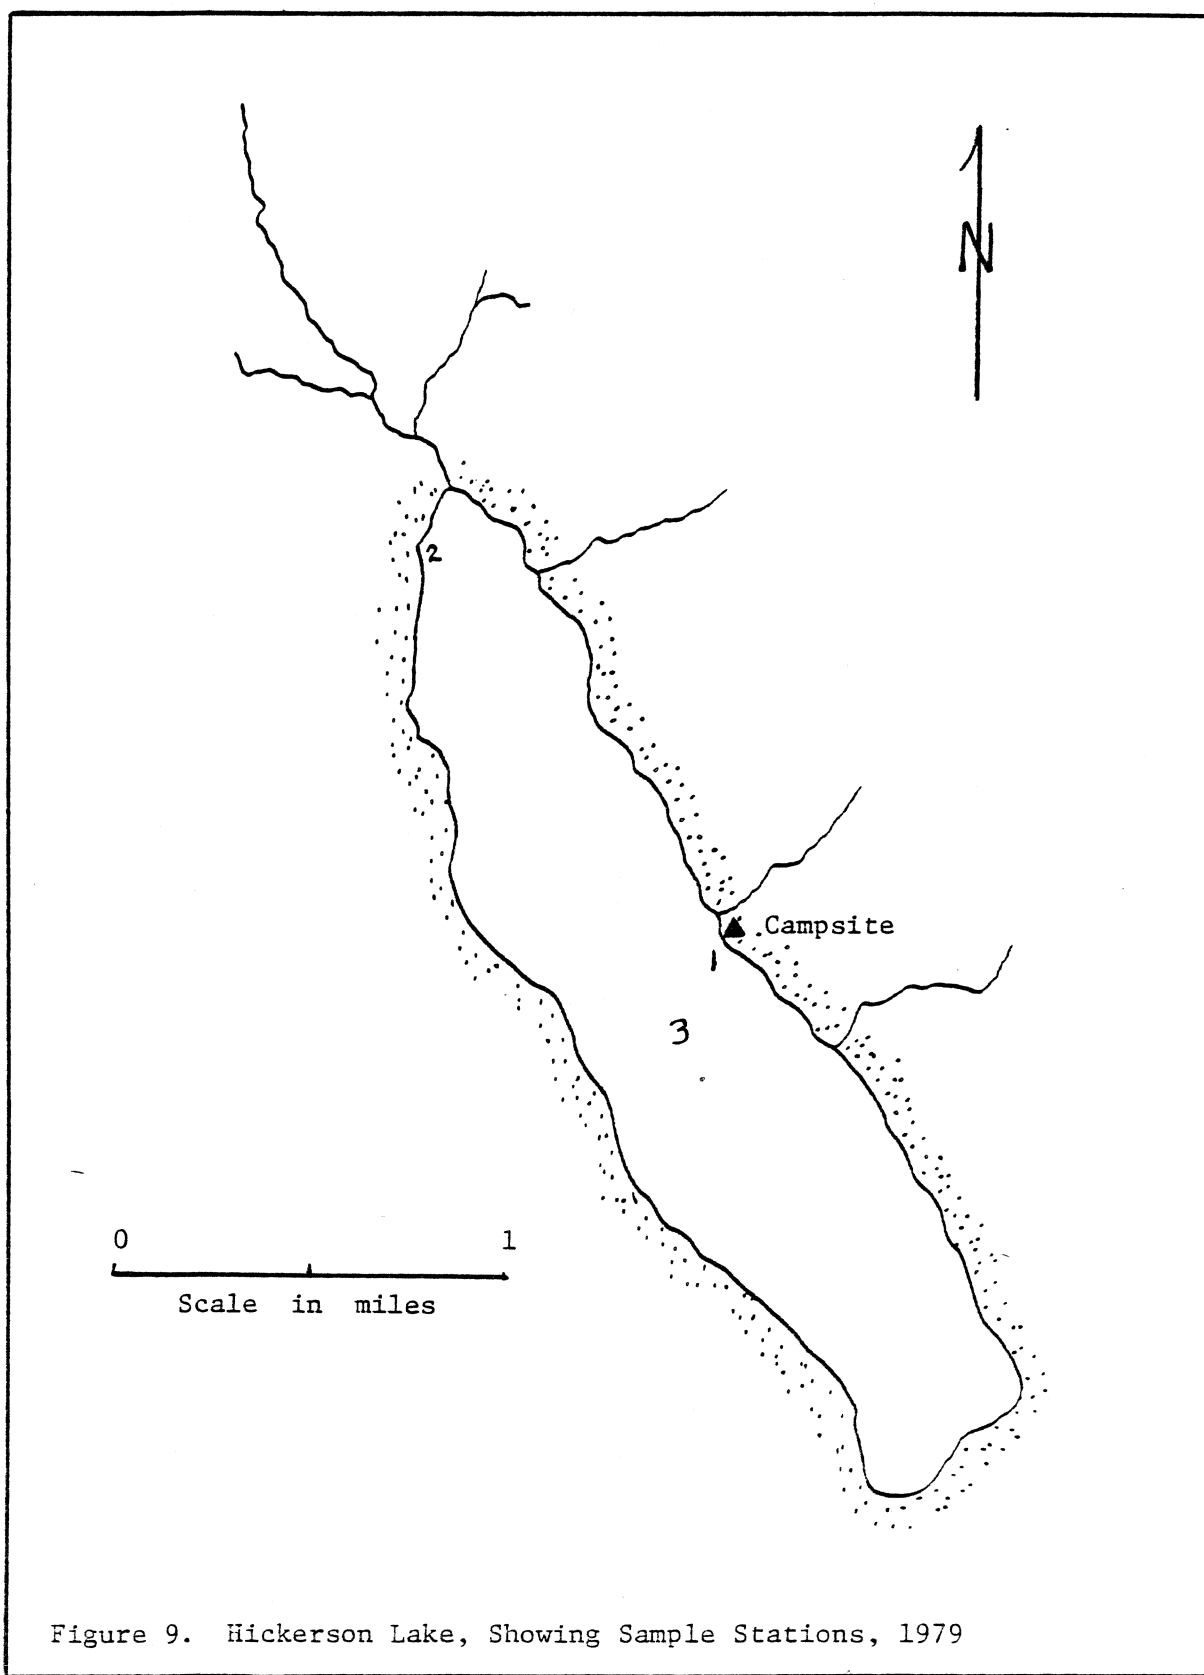 N
2
Campsite
1
3
0 1
Scale in miles
Figure 9. Hickerson Lake, Showing Sample Stations, 1979